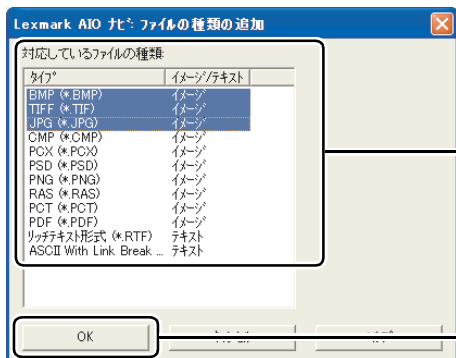 Lexmark AIO ナビ: ファイルの種類の追加
対応しているファイルの種類:
タイプ イメージ/テキスト
BMP (*.BMP) イメージ
TIFF (*.TIF) イメージ
JPG (*.JPG) イメージ
CMP (*.CMP) イメージ
PCX (*.PCX) イメージ
PSD (*.PSD) イメージ
PNG (*.PNG) イメージ
RAS (*.RAS) イメージ
PCT (*.PCT) イメージ
PDF (*.PDF) イメージ
リッチテキスト形式 (*.RTF) テキスト
ASCII With Link Break ... テキスト
OK